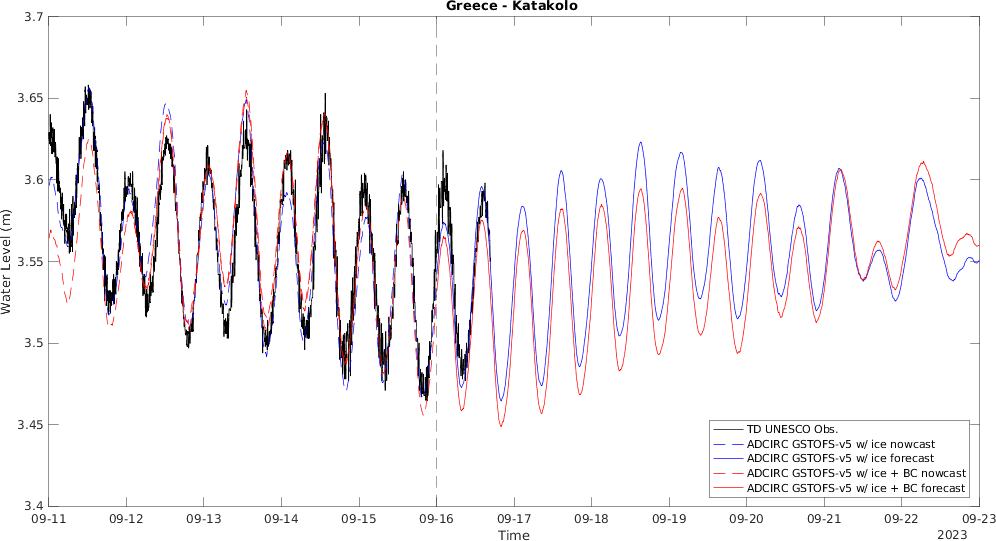 Greece - Katakolo
3.7
3.65
3.6
3.55
3.5
3.45
3.4
Water Level (m)
09-11 09-12 09-13 09-14 09-15 09-16 09-17 09-18 09-19 09-20 09-21 09-22 09-23
Time
2023
TD UNESCO Obs.
ADCIRC GSTOFS-v5 w/ ice nowcast
ADCIRC GSTOFS-v5 w/ ice forecast
ADCIRC GSTOFS-v5 w/ ice + BC nowcast
ADCIRC GSTOFS-v5 w/ ice + BC forecast